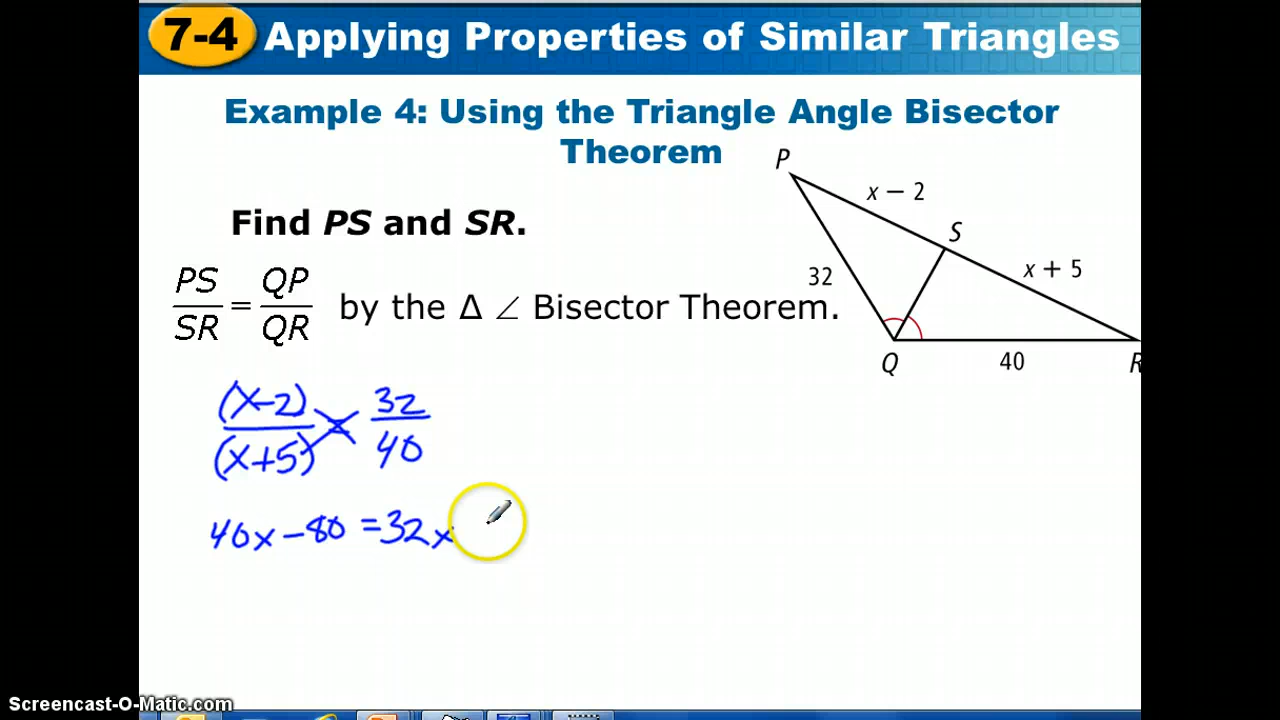 7-4 Applying Properties of Similar Triangles
Example 4: Using the Triangle Angle Bisector
Theorem
P
x − 2
Find PS and SR.
S
x + 5
32
PS/SR = QP/QR by the Δ ∠ Bisector Theorem.
Q
40
R
(x-2)/(x+5) 32/40
40x - 80 = 32x
Screencast-O-Matic.com